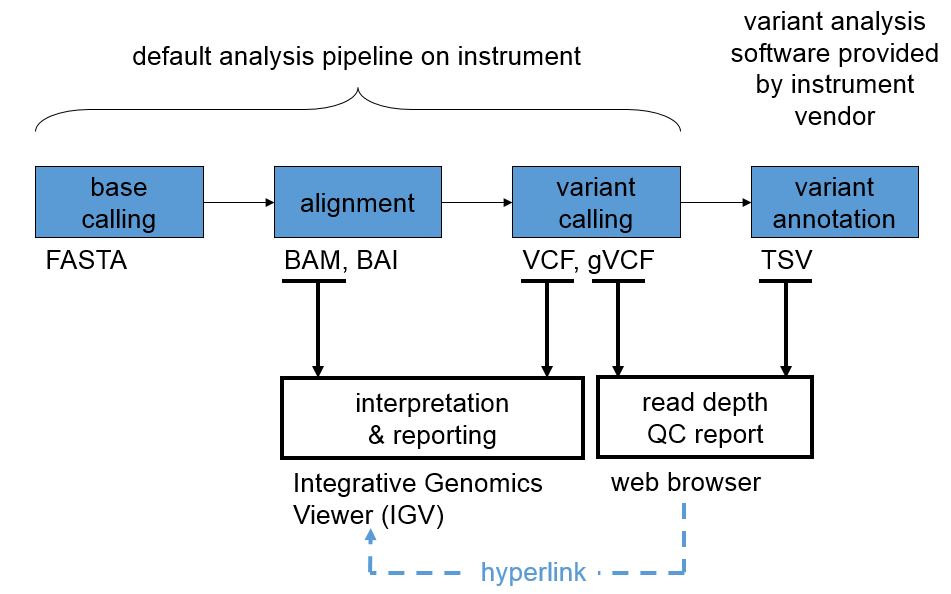 default analysis pipeline on instrument
variant analysis
software provided
by instrument
vendor
base
calling
alignment
variant
calling
variant
annotation
FASTA
BAM, BAI
VCF, gVCF
TSV
interpretation
& reporting
read depth
QC report
Integrative Genomics
Viewer (IGV)
web browser
hyperlink